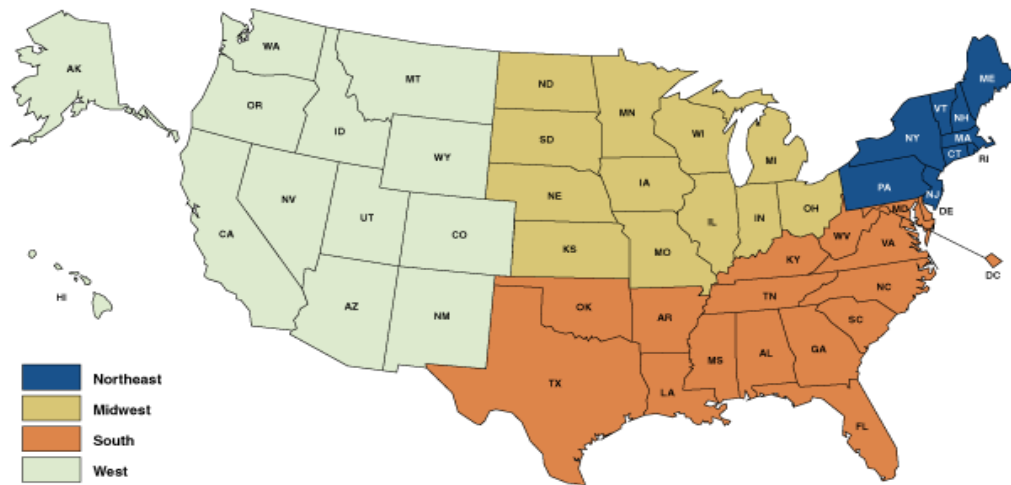 AK
WA
MT
ND
MN
ME
VT
NH
OR
ID
SD
WI
NY
MA
CT
RI
WY
MI
IA
NE
PA
NJ
NV
UT
CO
IL
IN
OH
MD
DE
CA
KS
MO
WV
VA
KY
DC
HI
AZ
NM
OK
AR
TN
NC
SC
MS
AL
GA
TX
LA
FL
Northeast
Midwest
South
West